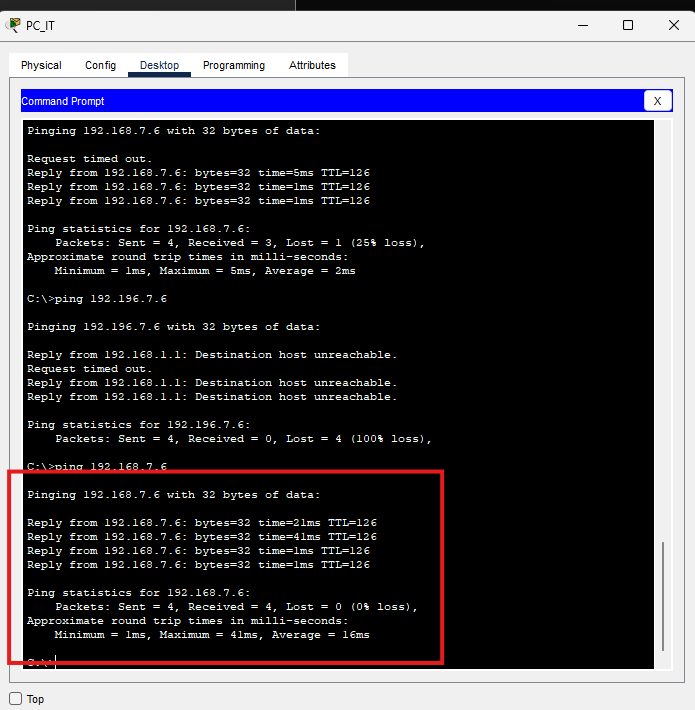 PC_IT
Physical Config Desktop Programming Attributes
Command Prompt
X
Pinging 192.168.7.6 with 32 bytes of data:
Request timed out.
Reply from 192.168.7.6: bytes=32 time=5ms TTL=126
Reply from 192.168.7.6: bytes=32 time=1ms TTL=126
Reply from 192.168.7.6: bytes=32 time=1ms TTL=126
Ping statistics for 192.168.7.6:
Packets: Sent = 4, Received = 3, Lost = 1 (25% loss),
Approximate round trip times in milli-seconds:
Minimum = 1ms, Maximum = 5ms, Average = 2ms
C:\>ping 192.196.7.6
Pinging 192.196.7.6 with 32 bytes of data:
Reply from 192.168.1.1: Destination host unreachable.
Request timed out.
Reply from 192.168.1.1: Destination host unreachable.
Reply from 192.168.1.1: Destination host unreachable.
Ping statistics for 192.196.7.6:
Packets: Sent = 4, Received = 0, Lost = 4 (100% loss),
C:\>ping 192.168.7.6
Pinging 192.168.7.6 with 32 bytes of data:
Reply from 192.168.7.6: bytes=32 time=21ms TTL=126
Reply from 192.168.7.6: bytes=32 time=41ms TTL=126
Reply from 192.168.7.6: bytes=32 time=1ms TTL=126
Reply from 192.168.7.6: bytes=32 time=1ms TTL=126
Ping statistics for 192.168.7.6:
Packets: Sent = 4, Received = 4, Lost = 0 (0% loss),
Approximate round trip times in milli-seconds:
Minimum = 1ms, Maximum = 41ms, Average = 16ms
C:\>
Top